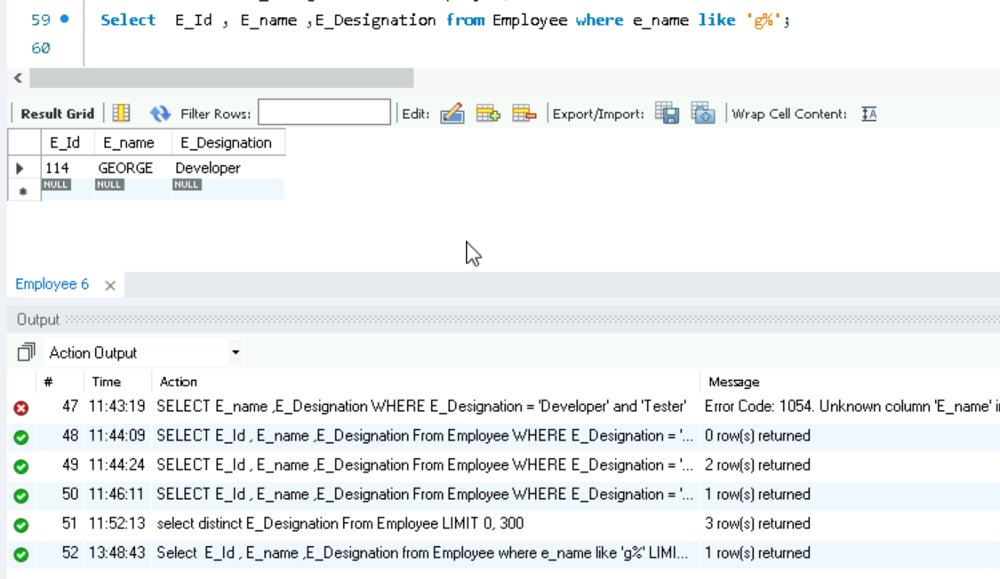 59 Select E_Id , E_name ,E_Designation from Employee where e_name like 'g%';
60
Result Grid Filter Rows: Edit: Export/Import: Wrap Cell Content: IA
E_Id E_name E_Designation
114 GEORGE Developer
NULL NULL NULL
Employee 6
Output
Action Output
# Time Action Message
47 11:43:19 SELECT E_name ,E_Designation WHERE E_Designation = 'Developer' and 'Tester' Error Code: 1054. Unknown column 'E_name' i
48 11:44:09 SELECT E_Id , E_name ,E_Designation From Employee WHERE E_Designation = '... 0 row(s) returned
49 11:44:24 SELECT E_Id , E_name ,E_Designation From Employee WHERE E_Designation = '... 2 row(s) returned
50 11:46:11 SELECT E_Id , E_name ,E_Designation From Employee WHERE E_Designation = '... 1 row(s) returned
51 11:52:13 select distinct E_Designation From Employee LIMIT 0, 300 3 row(s) returned
52 13:48:43 Select E_Id , E_name ,E_Designation from Employee where e_name like 'g%' LIMI... 1 row(s) returned